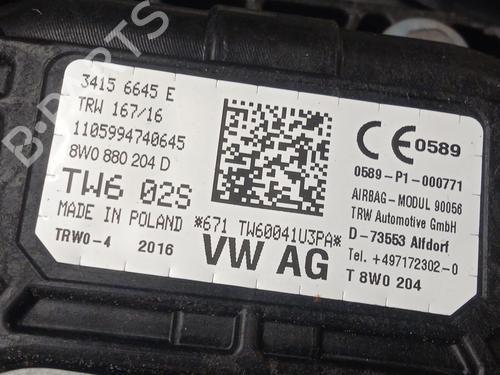 3415 6645 E
TRW 167/16
1105994740645
8W0 880 204 D
TW6 02S
MADE IN POLAND
*671 TW60041U3PA*
TRWO-4 2016
VW AG
CE 0589
0589-P1-000771
AIRBAG-MODUL 90056
TRW Automotive GmbH
D-73553 Alfdorf
Tel. +497172302-0
T 8W0 204
B-PARTS